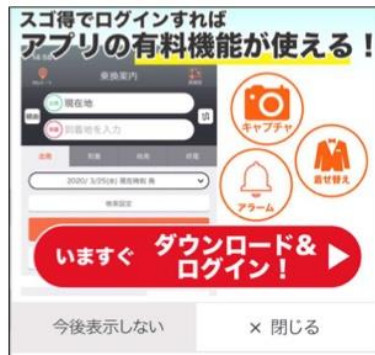 スゴ得でログインすれば
アプリの有料機能が使える！
乗換案内
現在地
到着地を入力
2020/ 3/25(水) 現在時刻 発
検索設定
キャプチャ
着せ替え
アラーム
いますぐ ダウンロード&
ログイン！
今後表示しない
× 閉じる